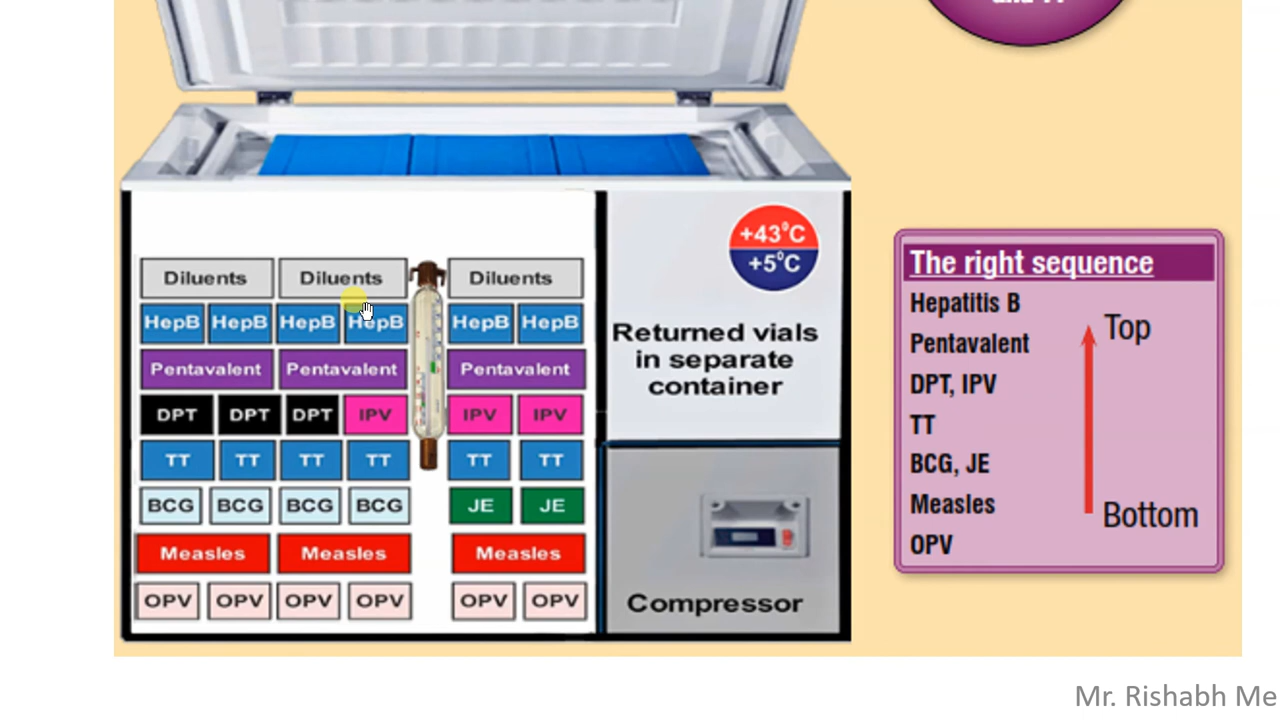 +43°C
+5°C
Diluents Diluents Diluents
HepB HepB HepB HepB HepB HepB
Pentavalent Pentavalent Pentavalent
DPT DPT DPT IPV IPV IPV
TT TT TT TT TT TT
BCG BCG BCG BCG JE JE
Measles Measles Measles
OPV OPV OPV OPV OPV OPV
Returned vials
in separate
container
Compressor
The right sequence
Hepatitis B
Pentavalent
DPT, IPV
TT
BCG, JE
Measles
OPV
Top
Bottom
Mr. Rishabh Me